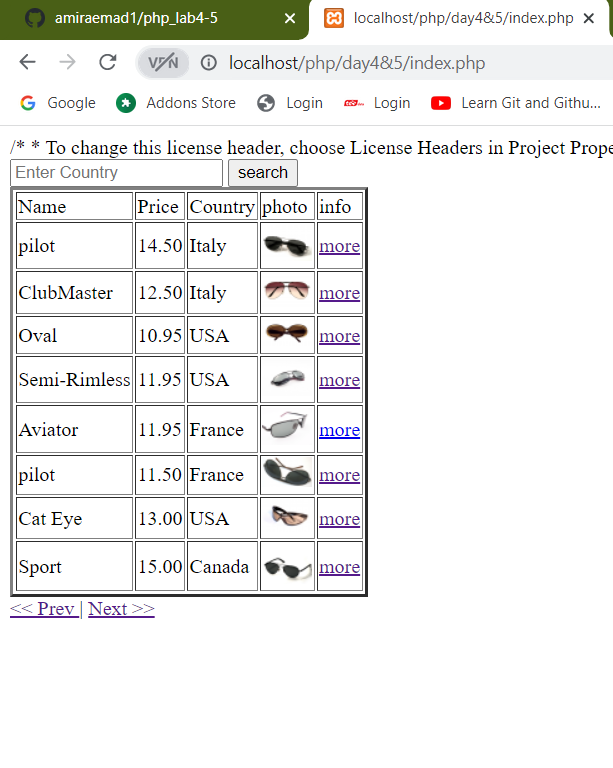 amiraemad1/php_lab4-5 × localhost/php/day4&5/index.php ×
VPN localhost/php/day4&5/index.php
Google Addons Store Login Login Learn Git and Githu...
/* * To change this license header, choose License Headers in Project Prope
Enter Country search
Name Price Country photo info
pilot 14.50 Italy more
ClubMaster 12.50 Italy more
Oval 10.95 USA more
Semi-Rimless 11.95 USA more
Aviator 11.95 France more
pilot 11.50 France more
Cat Eye 13.00 USA more
Sport 15.00 Canada more
<< Prev | Next >>